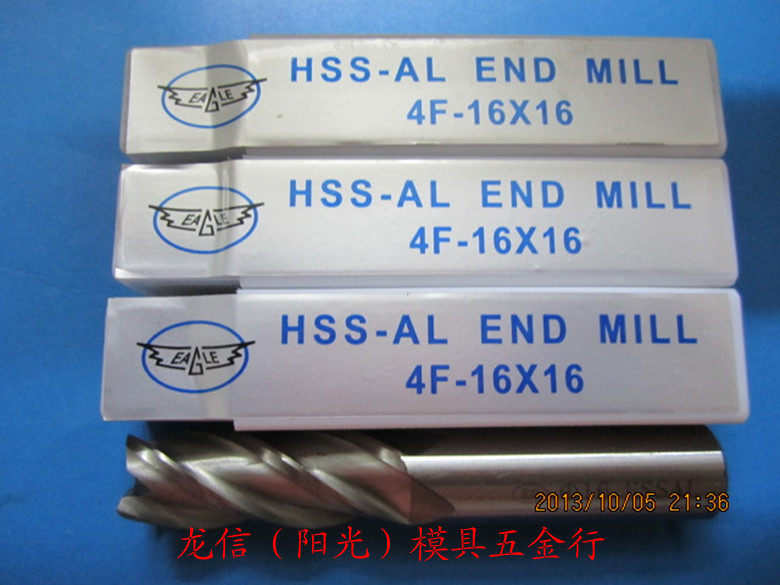 EAGLE
HSS-AL END MILL
4F-16X16
EAGLE
HSS-AL END MILL
4F-16X16
EAGLE
HSS-AL END MILL
4F-16X16
HSSAL
2013/10/05 21:36
龙信（阳光）模具五金行